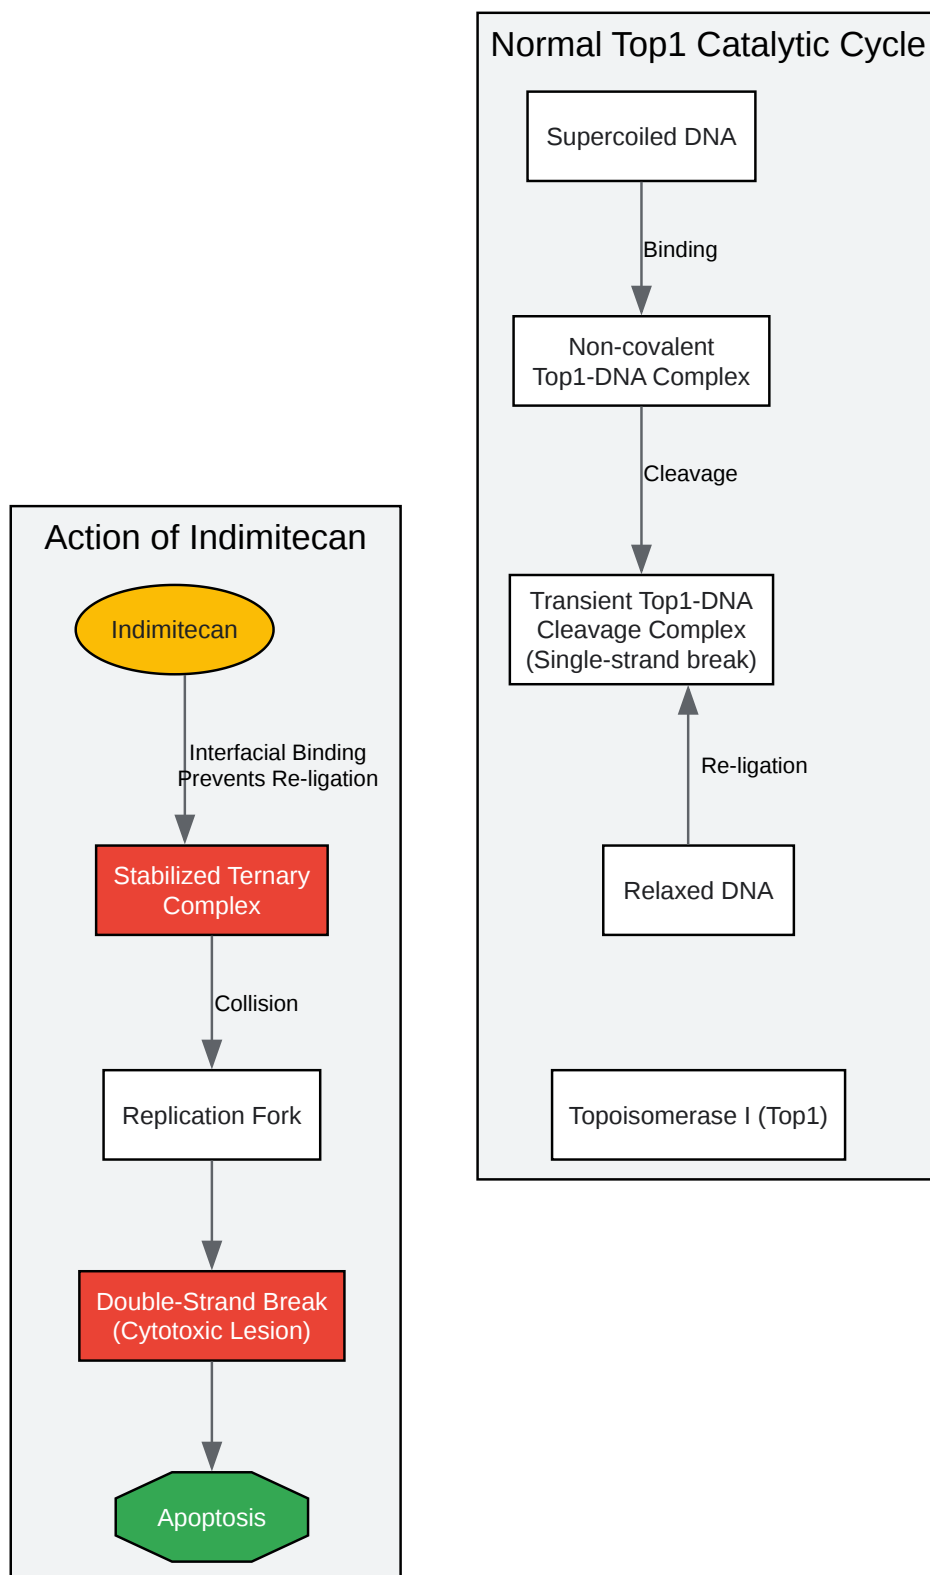 Normal Top1 Catalytic Cycle
Supercoiled DNA
Binding
Non-covalent
Top1-DNA Complex
Cleavage
Transient Top1-DNA
Cleavage Complex
(Single-strand break)
Re-ligation
Relaxed DNA
Topoisomerase I (Top1)
Action of Indimitecan
Indimitecan
Interfacial Binding
Prevents Re-ligation
Stabilized Ternary
Complex
Collision
Replication Fork
Double-Strand Break
(Cytotoxic Lesion)
Apoptosis